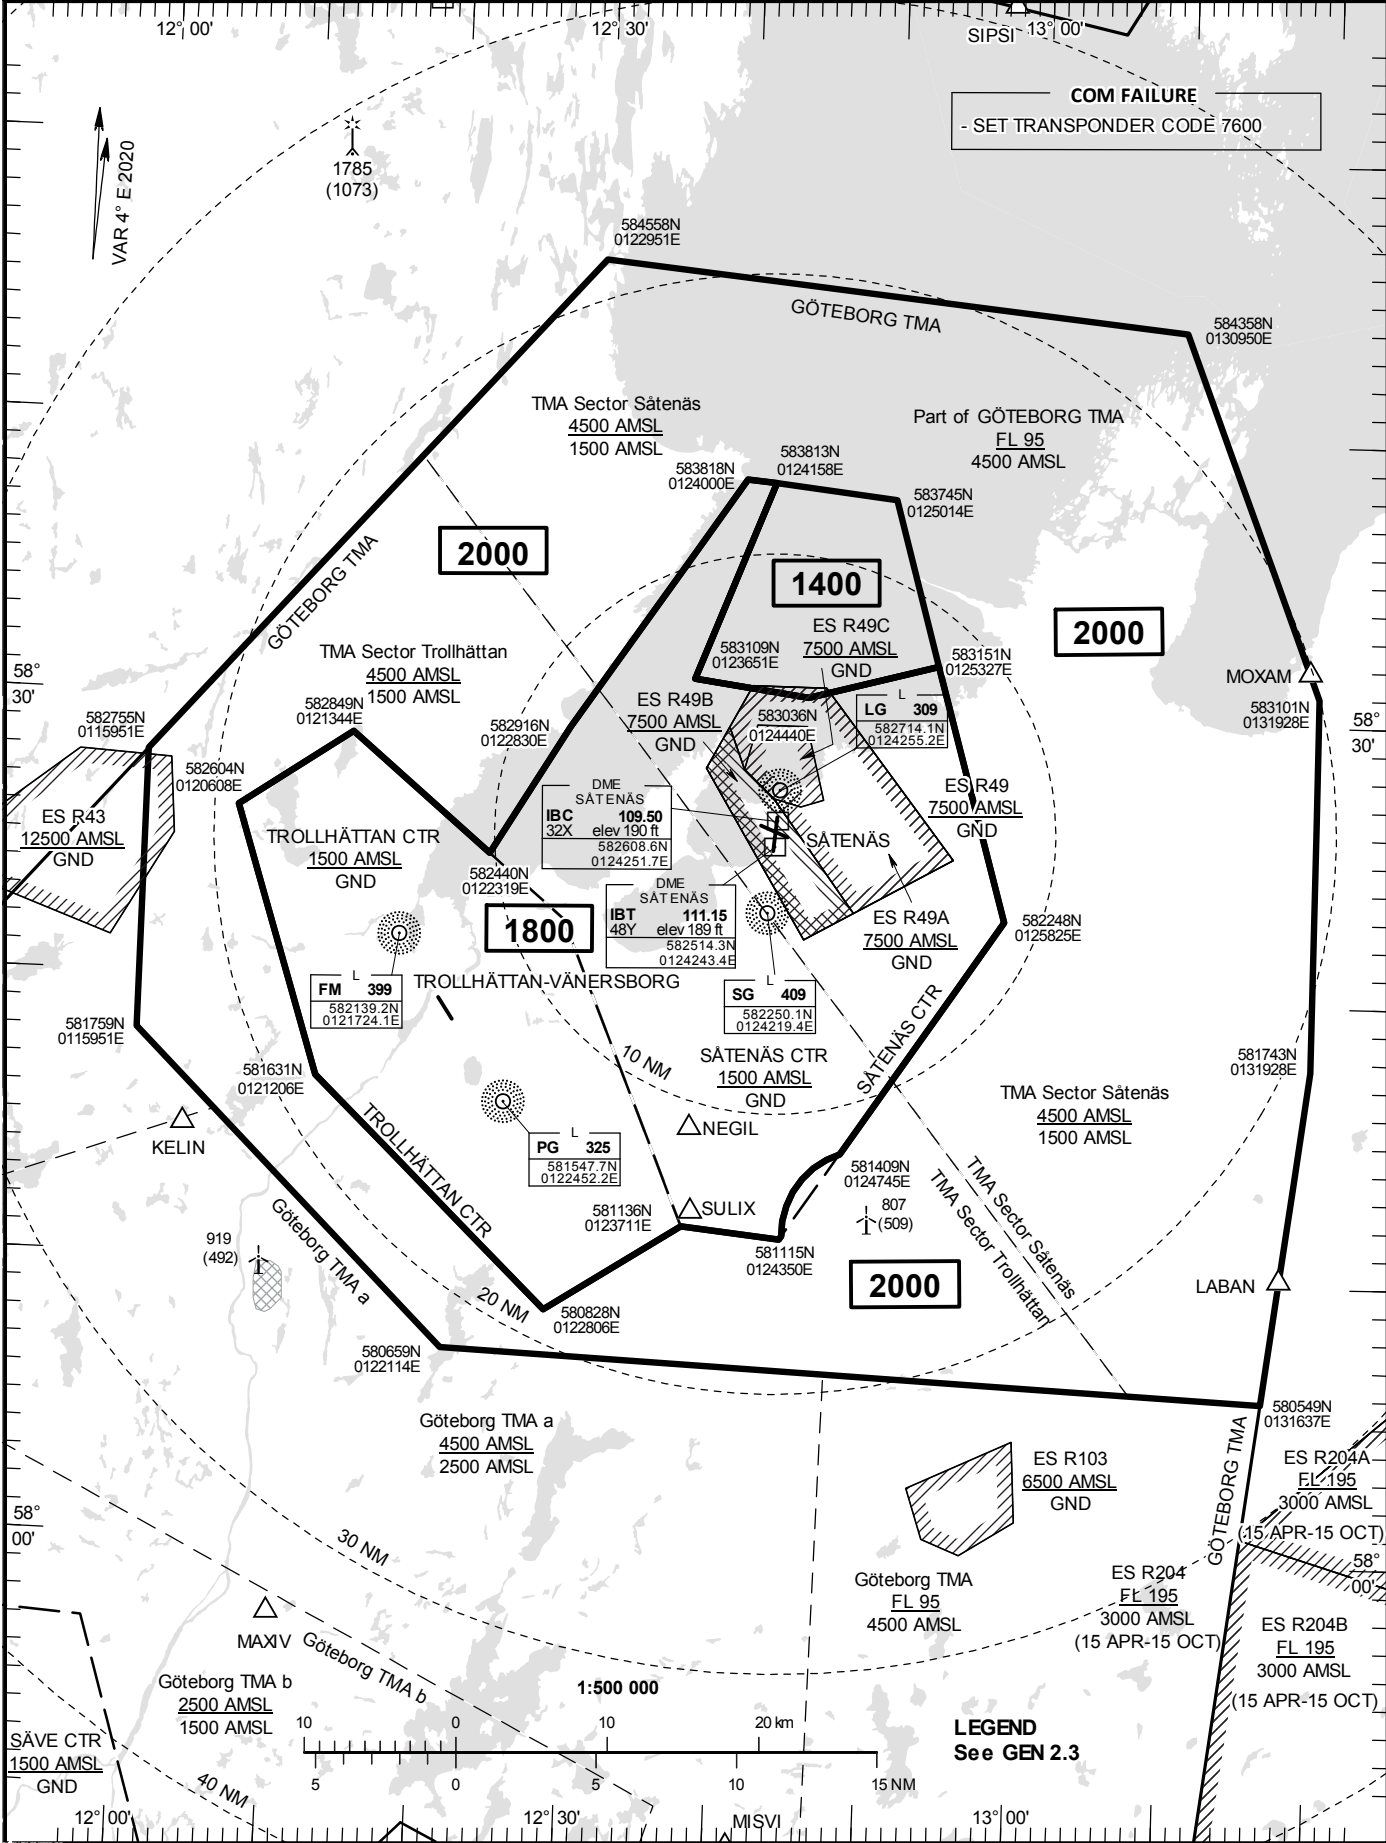 12° 00'
12° 30'
SIPSI
13° 00'
COM FAILURE
- SET TRANSPONDER CODE 7600
VAR 4° E 2020
1785
(1073)
584558N
0122951E
GÖTEBORG TMA
584358N
0130950E
TMA Sector Såtenäs
4500 AMSL
1500 AMSL
Part of GÖTEBORG TMA
FL 95
4500 AMSL
583813N
0124158E
583818N
0124000E
583745N
0125014E
2000
1400
2000
GÖTEBORG TMA
ES R49C
7500 AMSL
GND
583109N
0123651E
583151N
0125327E
TMA Sector Trollhättan
4500 AMSL
1500 AMSL
58°
30'
MOXAM
583101N
0131928E
58°
30'
582849N
0121344E
582755N
0115951E
582916N
0122830E
ES R49B
7500 AMSL
GND
583036N
0124440E
L
LG 309
582714.1N
0124255.2E
582604N
0120608E
ES R43
12500 AMSL
GND
DME
SÅTENÄS
IBC 109.50
32X elev 190 ft
582608.6N
0124251.7E
ES R49
7500 AMSL
GND
SÅTENÄS
TROLLHÄTTAN CTR
1500 AMSL
GND
582440N
0122319E
DME
SÅTENÄS
IBT 111.15
48Y elev 189 ft
582514.3N
0124243.4E
ES R49A
7500 AMSL
GND
582248N
0125825E
1800
TROLLHÄTTAN-VÄNERSBORG
L
FM 399
582139.2N
0121724.1E
L
SG 409
582250.1N
0124219.4E
581759N
0115951E
581631N
0121206E
10 NM
SÅTENÄS CTR
1500 AMSL
GND
SÅTENÄS CTR
581743N
0131928E
TMA Sector Såtenäs
4500 AMSL
1500 AMSL
KELIN
TROLLHÄTTAN CTR
NEGIL
L
PG 325
581547.7N
0122452.2E
581409N
0124745E
TMA Sector Såtenäs
TMA Sector Trollhättan
581136N
0123711E
SULIX
807
(509)
Göteborg TMA a
919
(492)
581115N
0124350E
2000
LABAN
20 NM
580828N
0122806E
580659N
0122114E
580549N
0131637E
Göteborg TMA a
4500 AMSL
2500 AMSL
GÖTEBORG TMA
ES R103
6500 AMSL
GND
ES R204A
FL 195
3000 AMSL
(15 APR-15 OCT)
58°
00'
30 NM
58°
00'
Göteborg TMA
FL 95
4500 AMSL
ES R204
FL 195
3000 AMSL
(15 APR-15 OCT)
ES R204B
FL 195
3000 AMSL
(15 APR-15 OCT)
MAXIV
Göteborg TMA b
Göteborg TMA b
2500 AMSL
1500 AMSL
1:500 000
10 0 10 20 km
5 0 5 10 15 NM
LEGEND
See GEN 2.3
SÄVE CTR
1500 AMSL
GND
40 NM
12° 00'
12° 30'
MISVI
13° 00'